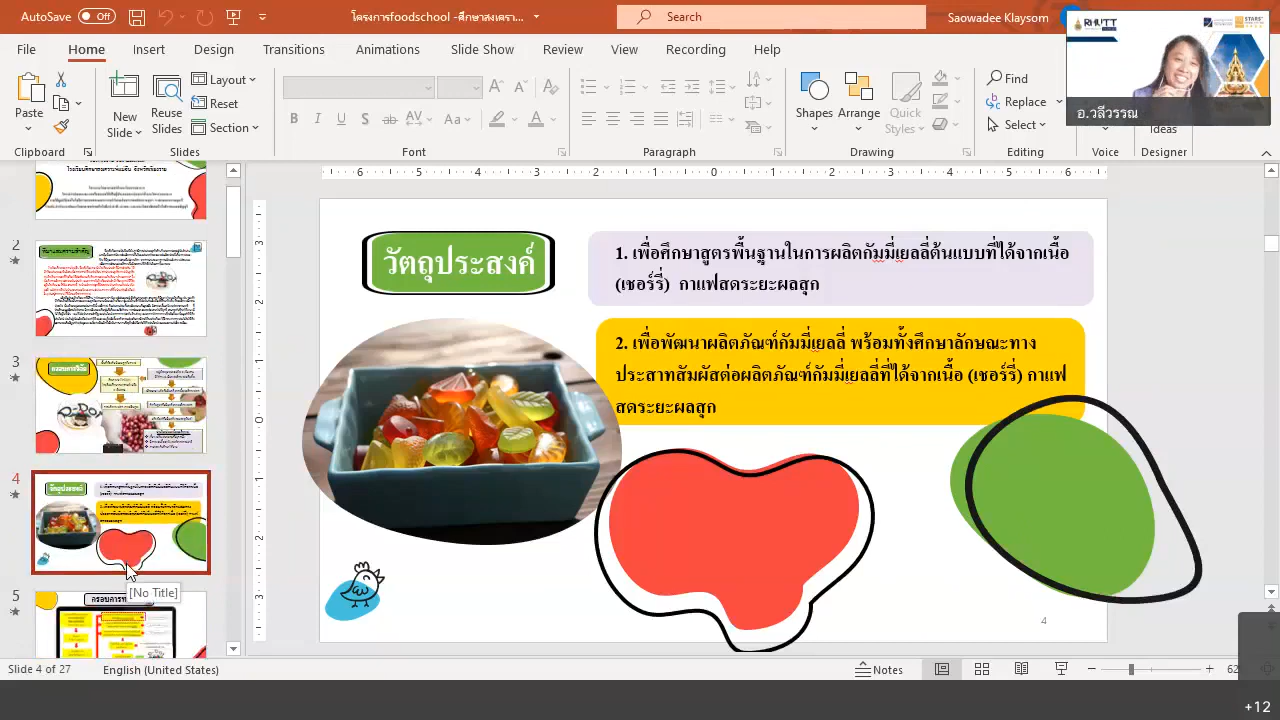 AutoSave
Off
โครงการfoodschool -ศึกษาสงเครา...
Search
Saowadee Klaysom
File
Home
Insert
Design
Transitions
Animations
Slide Show
Review
View
Recording
Help
RMUTT
STARS
อ.วลีวรรณ
Paste
New
Slide
Reuse
Slides
Layout
Reset
Section
Quick
Styles
Shapes
Arrange
Find
Replace
Select
Ideas
Clipboard
Slides
Font
Paragraph
Drawing
Editing
Voice
Designer
2
3
4
5
วัตถุประสงค์
1. เพื่อศึกษาสูตรพื้นฐานในการผลิตกัมมี่เยลลี่ต้นแบบที่ได้จากเนื้อ
(เชอร์รี่) กาแฟสดระยะผลสุก
2. เพื่อพัฒนาผลิตภัณฑ์กัมมี่เยลลี่ พร้อมทั้งศึกษาลักษณะทาง
ประสาทสัมผัสต่อผลิตภัณฑ์กัมมี่เยลลี่ที่ได้จากเนื้อ (เชอร์รี่) กาแฟ
สดระยะผลสุก
4
[No Title]
Slide 4 of 27
English (United States)
Notes
+12